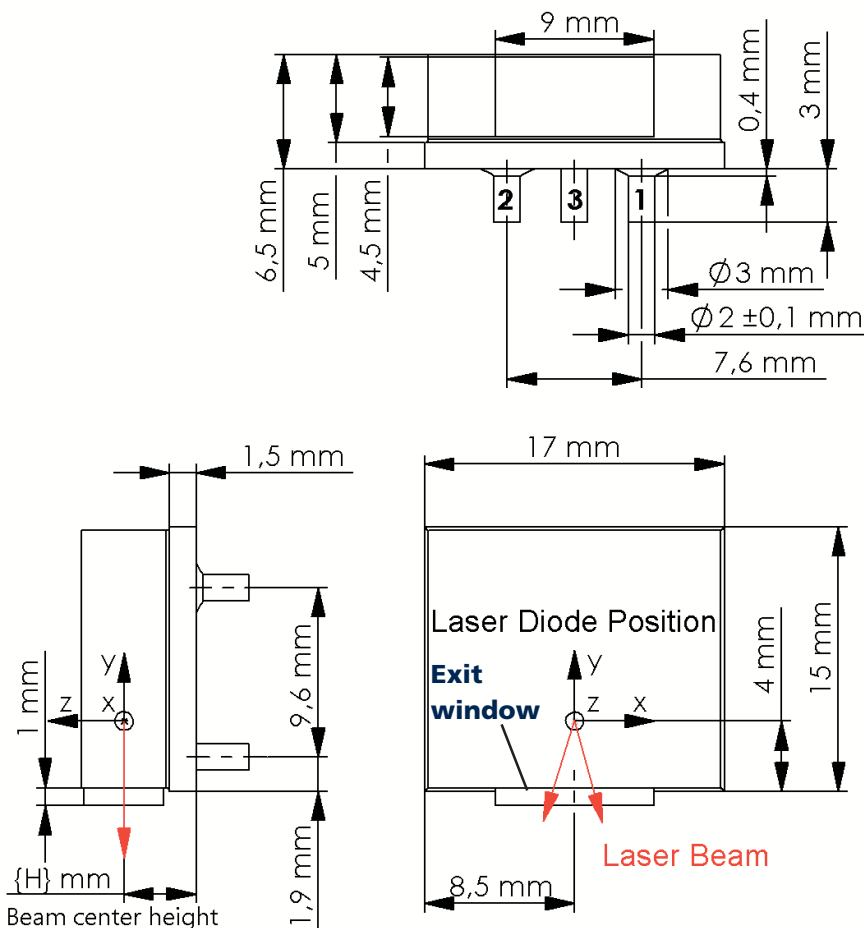 9 mm
0,4 mm
3 mm
6,5 mm
5 mm
4,5 mm
2
3
1
Ø3 mm
Ø2 ±0,1 mm
7,6 mm
1,5 mm
17 mm
Laser Diode Position
Exit
window
y
z
x
y
z
x
1 mm
9,6 mm
4 mm
15 mm
Laser Beam
{H} mm
Beam center height
1,9 mm
8,5 mm